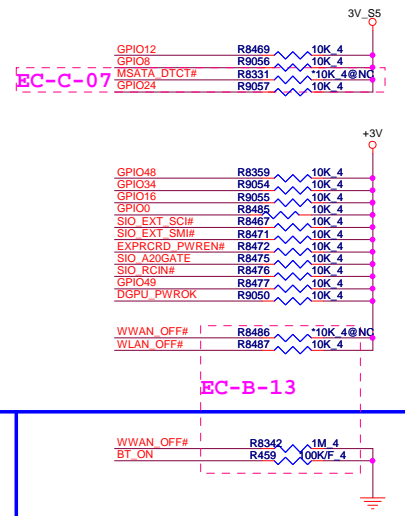 3V_S5
GPIO12 R8469 10K_4
GPIO8 R9056 10K_4
EC-C-07 MSATA_DTCT# R8331 *10K_4@NC
GPIO24 R9057 10K_4
+3V
GPIO48 R8359 10K_4
GPIO34 R9054 10K_4
GPIO16 R9055 10K_4
GPIO0 R8485 10K_4
SIO_EXT_SCI# R8467 10K_4
SIO_EXT_SMI# R8471 10K_4
EXPRCRD_PWREN# R8472 10K_4
SIO_A20GATE R8475 10K_4
SIO_RCIN# R8476 10K_4
GPIO49 R8477 10K_4
DGPU_PWROK R9050 10K_4
WWAN_OFF# R8486 *10K_4@NC
WLAN_OFF# R8487 10K_4
EC-B-13
WWAN_OFF# R8342 1M_4
BT_ON R459 100K/F_4